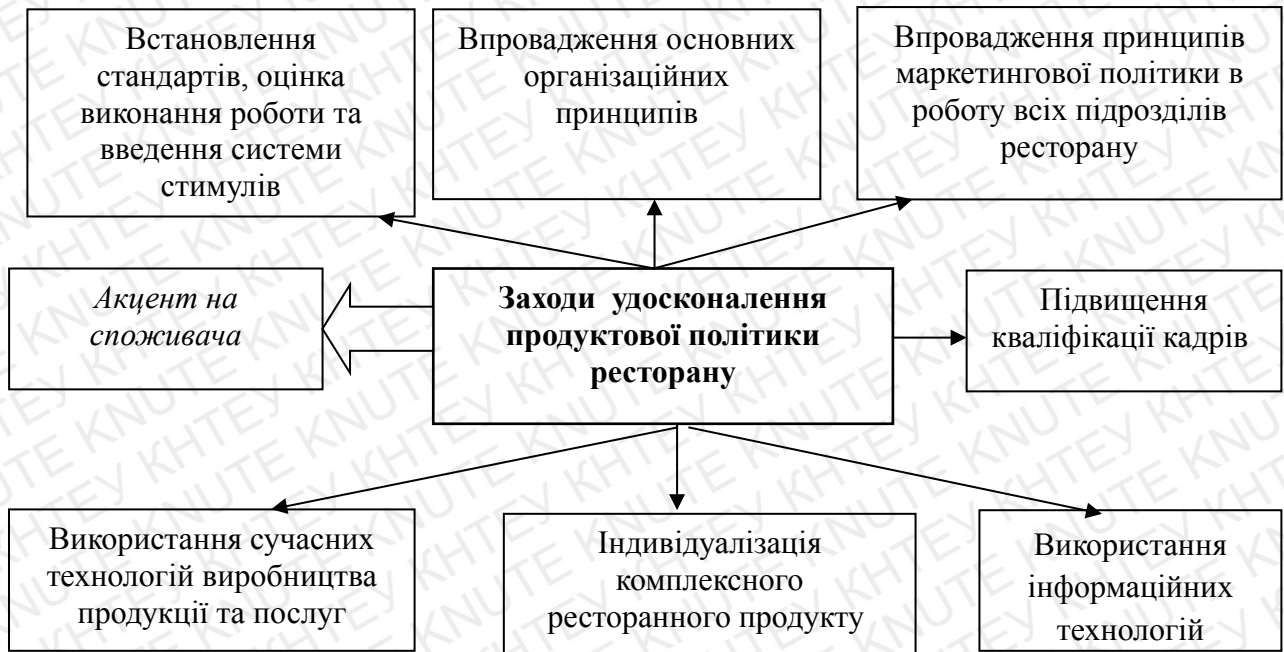 Встановлення
стандартів, оцінка
виконання роботи та
введення системи
стимулів
Впровадження основних
організаційних
принципів
Впровадження принципів
маркетингової політики в
роботу всіх підрозділів
ресторану
Акцент на
споживача
Заходи удосконалення
продуктової політики
ресторану
Підвищення
кваліфікації кадрів
Використання сучасних
технологій виробництва
продукції та послуг
Індивідуалізація
комплексного
ресторанного продукту
Використання
інформаційних
технологій